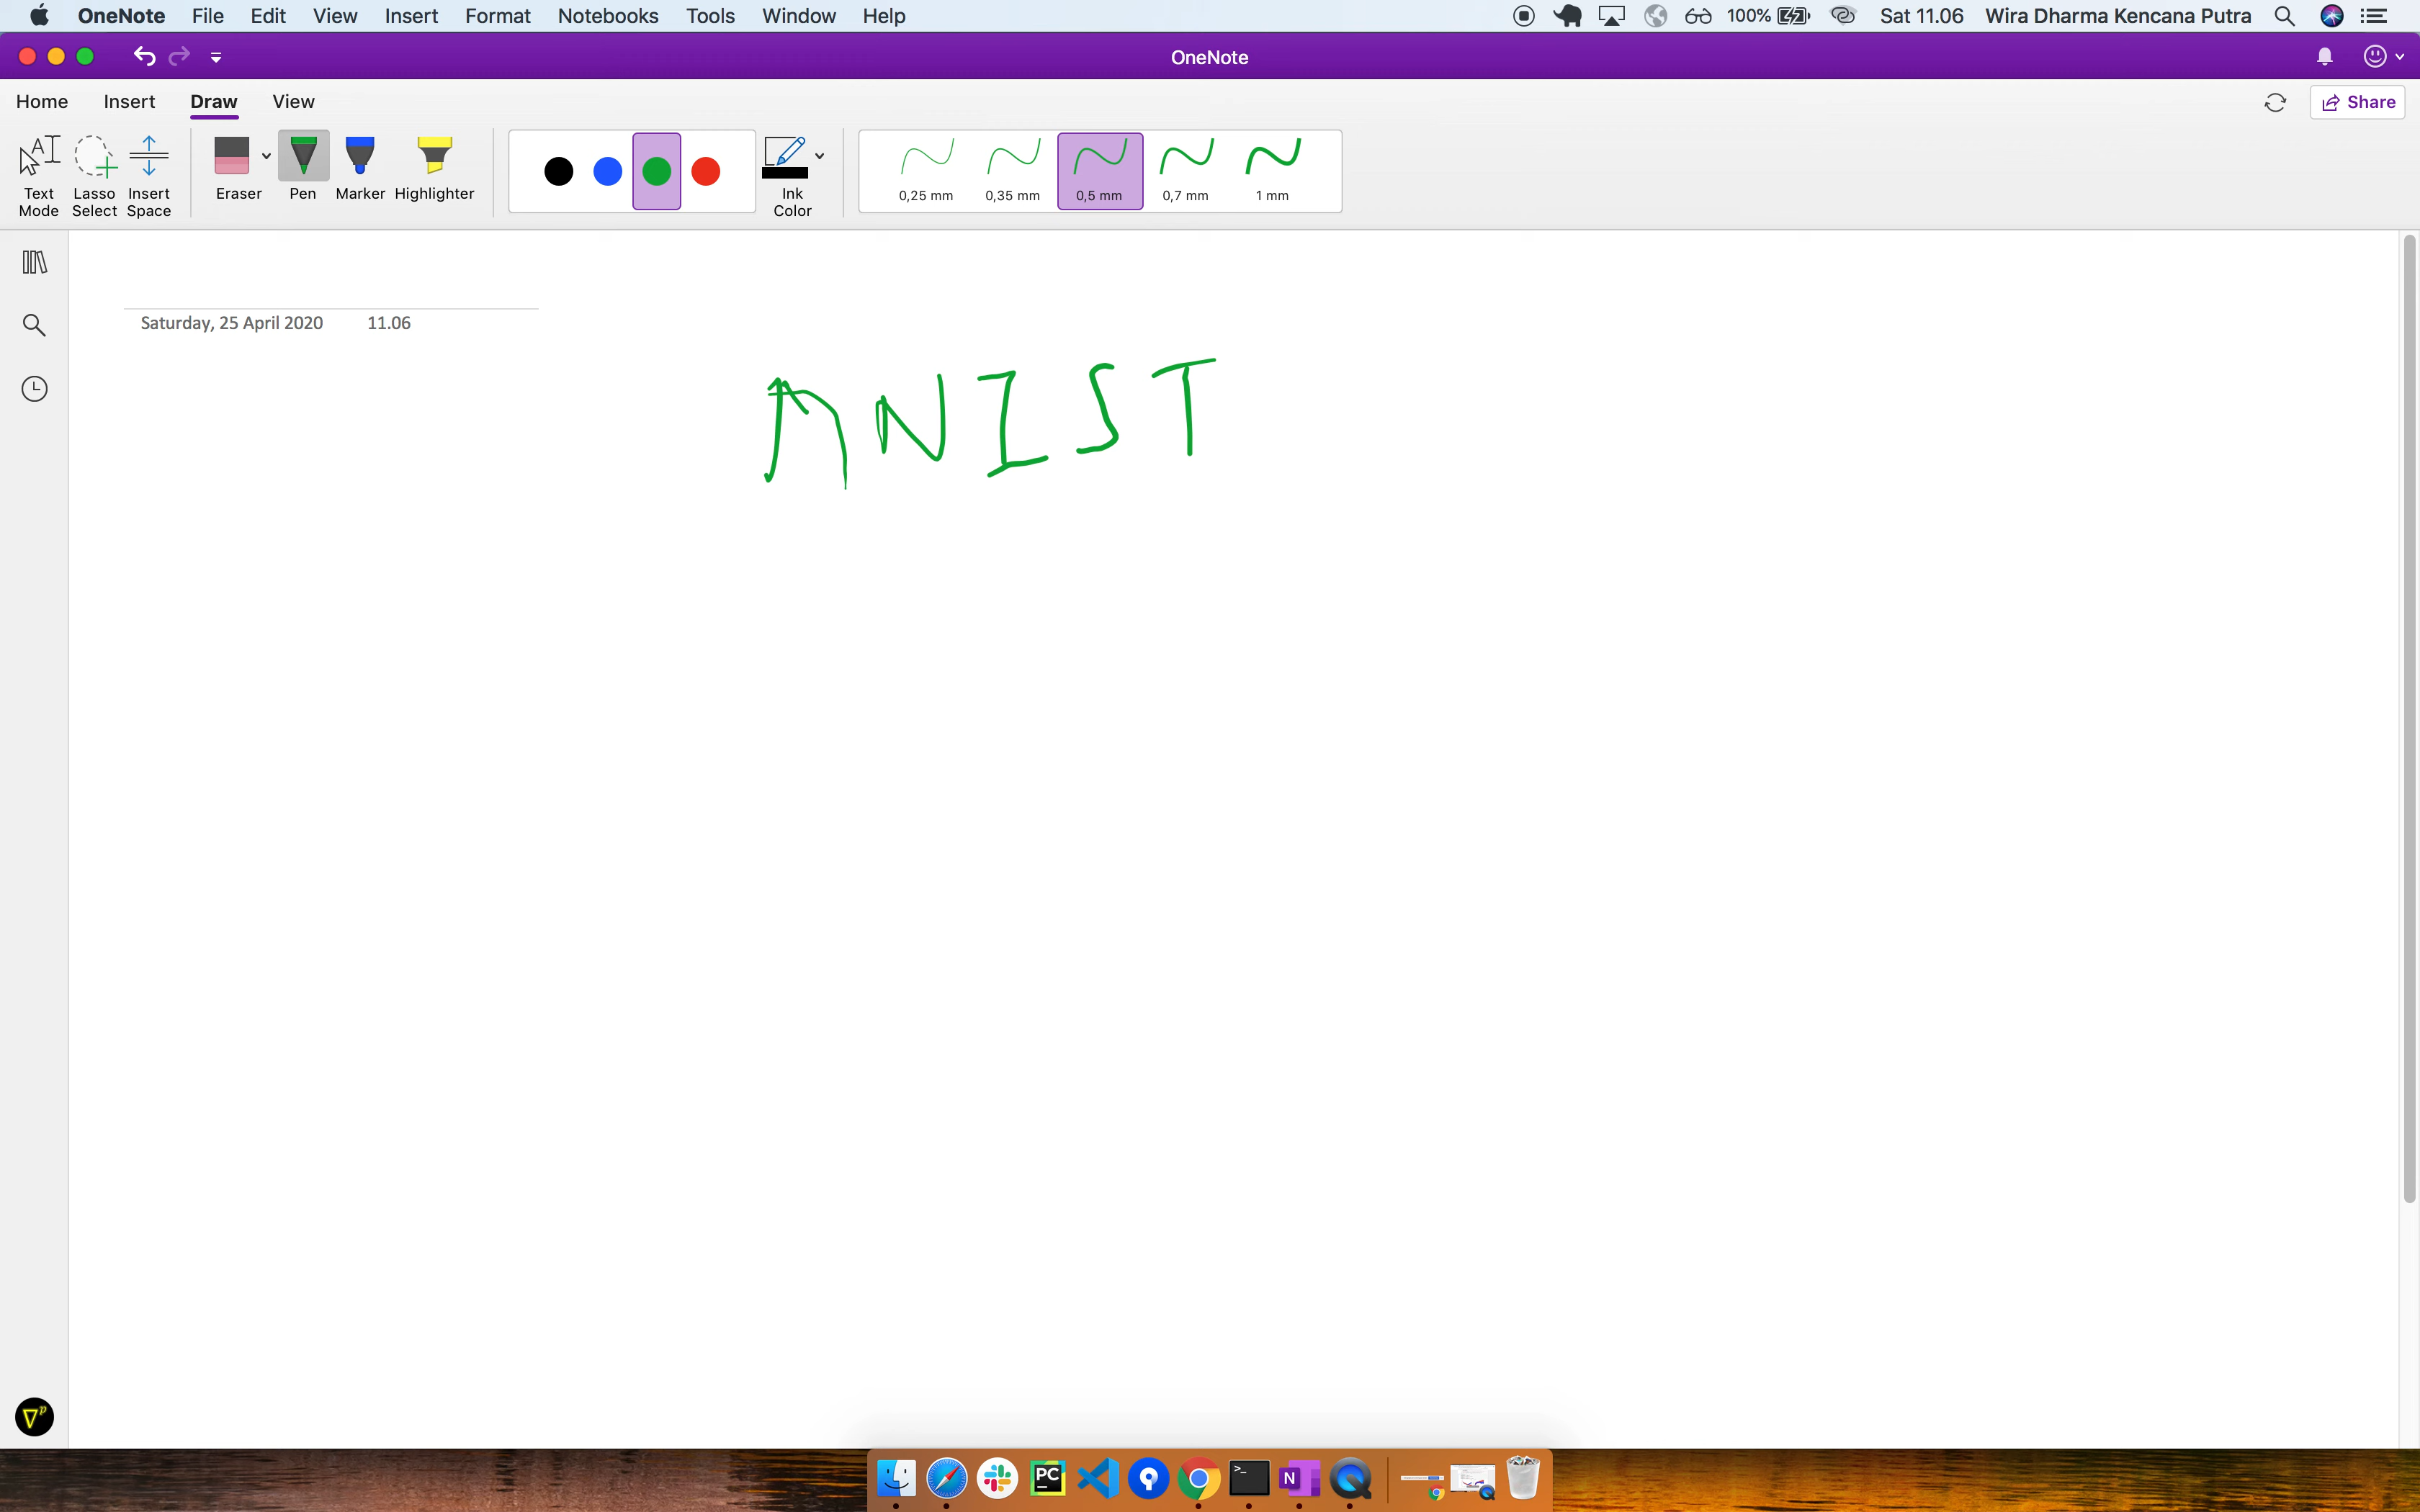 OneNote File Edit View Insert Format Notebooks Tools Window Help 100% Sat 11.06 Wira Dharma Kencana Putra
OneNote
Home Insert Draw View Share
Text Mode Lasso Select Insert Space Eraser Pen Marker Highlighter Ink Color 0,25 mm 0,35 mm 0,5 mm 0,7 mm 1 mm
Saturday, 25 April 2020 11.06
ANIST
PC N